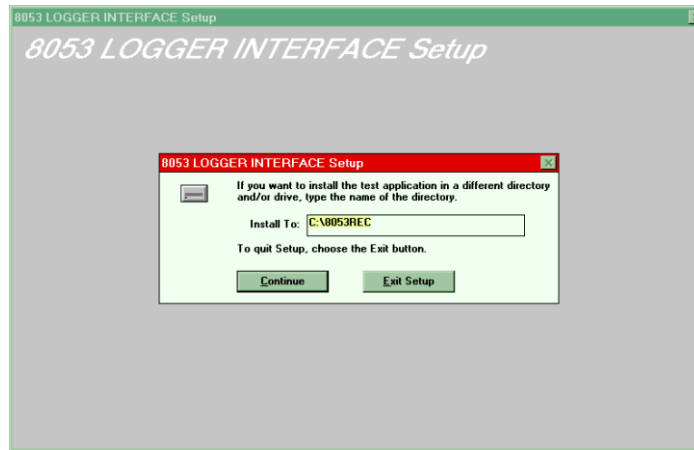 8053 LOGGER INTERFACE Setup
8053 LOGGER INTERFACE Setup
8053 LOGGER INTERFACE Setup
If you want to install the test application in a different directory
and/or drive, type the name of the directory.
Install To: C:\8053REC
To quit Setup, choose the Exit button.
Continue Exit Setup